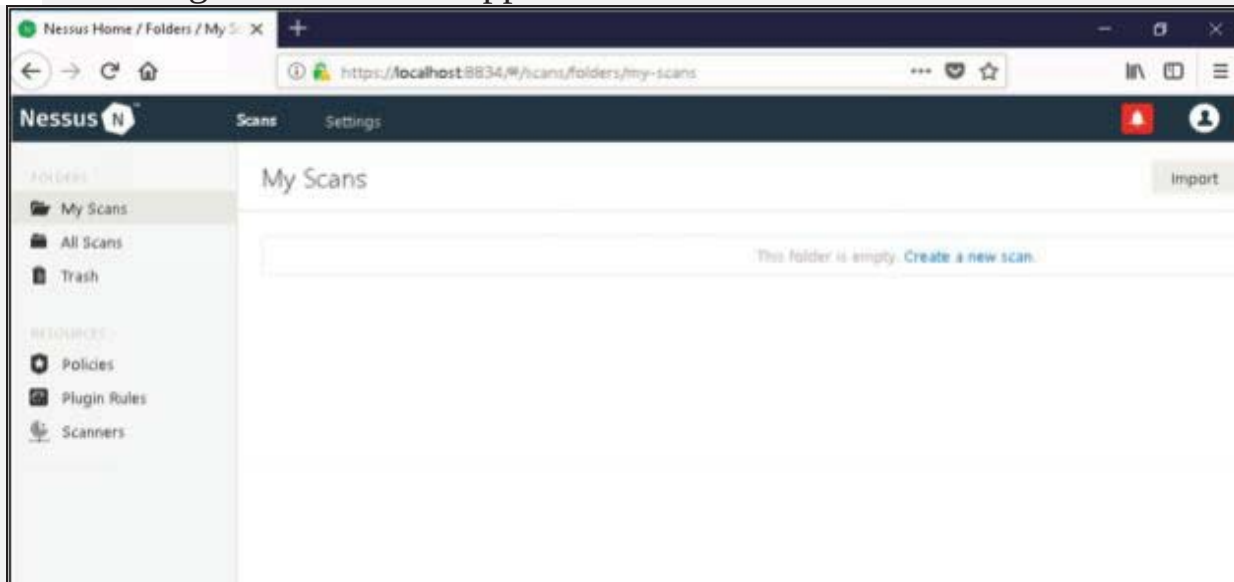 Nessus Home / Folders / My S
https://localhost:8834/#/scans/folders/my-scans
Nessus N
Scans
Settings
FOLDERS
My Scans
All Scans
Trash
RESOURCES
Policies
Plugin Rules
Scanners
My Scans
Import
This folder is empty. Create a new scan.